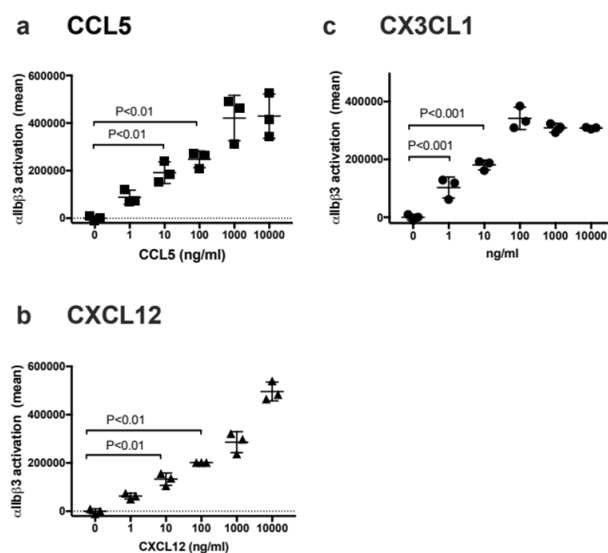 a CCL5
αIIbβ3 activation (mean)
600000
400000
200000
0
P<0.01
P<0.01
0 1 10 100 1000 10000
CCL5 (ng/ml)
c CX3CL1
αIIbβ3 activation (mean)
400000
200000
0
P<0.001
P<0.001
0 1 10 100 1000 10000
ng/ml
b CXCL12
αIIbβ3 activation (mean)
600000
400000
200000
0
P<0.01
P<0.01
0 1 10 100 1000 10000
CXCL12 (ng/ml)